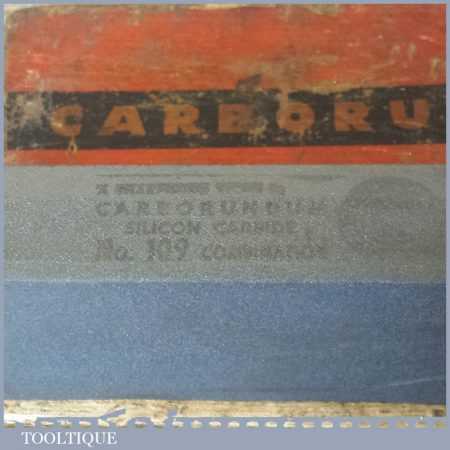 CARBORU
CARBORUNDUM
SILICON CARBIDE
No. 109 COMBINATION
TOOLTIQUE